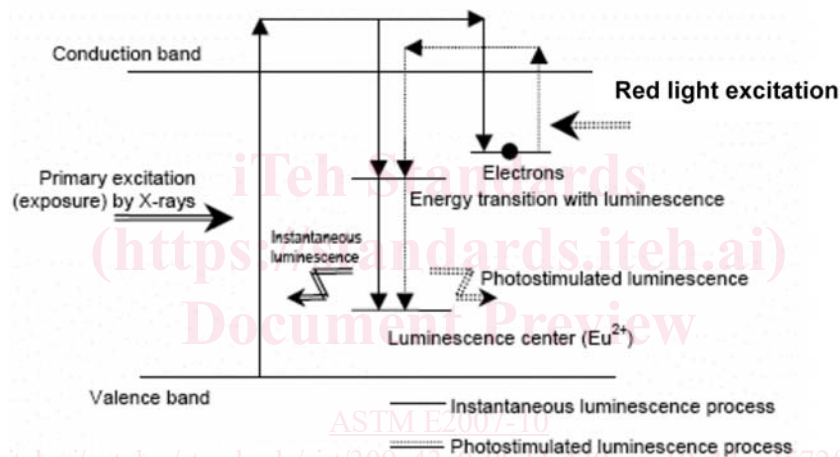 Conduction band
Red light excitation
Electrons
Primary excitation
(exposure) by X-rays
iTeh Standards
Energy transition with luminescence
Instantaneous
luminescence
(https://standards.iteh.ai)
Photostimulated luminescence
Document Preview
Luminescence center (Eu2+)
Valence band
Instantaneous luminescence process
ASTM E2007-10
Photostimulated luminescence process